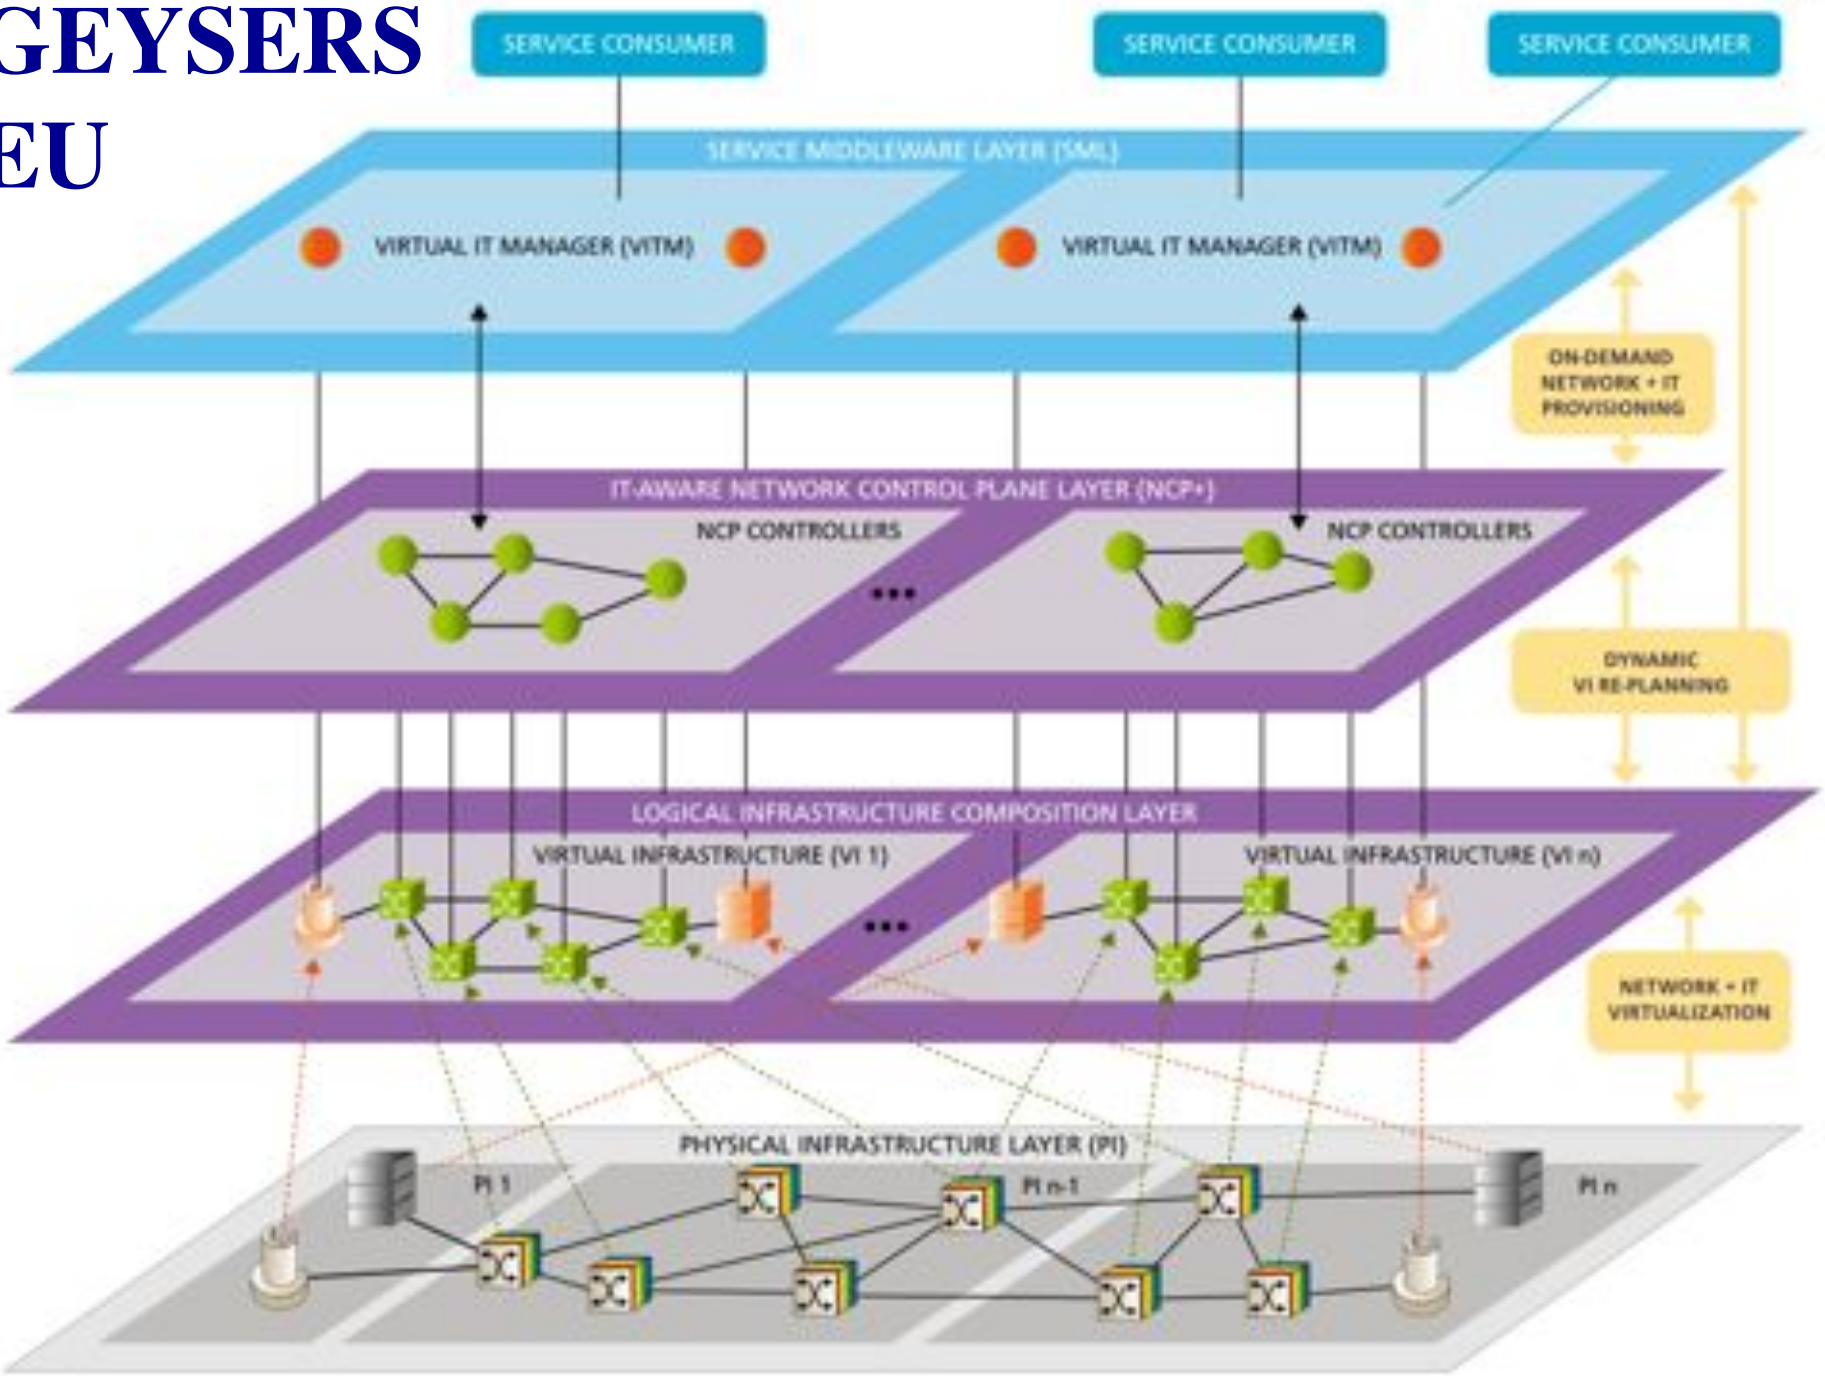 GEYSERS
EU
SERVICE CONSUMER
SERVICE CONSUMER
SERVICE CONSUMER
SERVICE MIDDLEWARE LAYER (SML)
VIRTUAL IT MANAGER (VITM)
VIRTUAL IT MANAGER (VITM)
ON-DEMAND
NETWORK + IT
PROVISIONING
IT-AWARE NETWORK CONTROL PLANE LAYER (NCP+)
NCP CONTROLLERS
NCP CONTROLLERS
...
DYNAMIC
VI RE-PLANNING
LOGICAL INFRASTRUCTURE COMPOSITION LAYER
VIRTUAL INFRASTRUCTURE (VI 1)
VIRTUAL INFRASTRUCTURE (VI n)
...
NETWORK + IT
VIRTUALIZATION
PHYSICAL INFRASTRUCTURE LAYER (PI)
PI 1
PI n-1
PI n